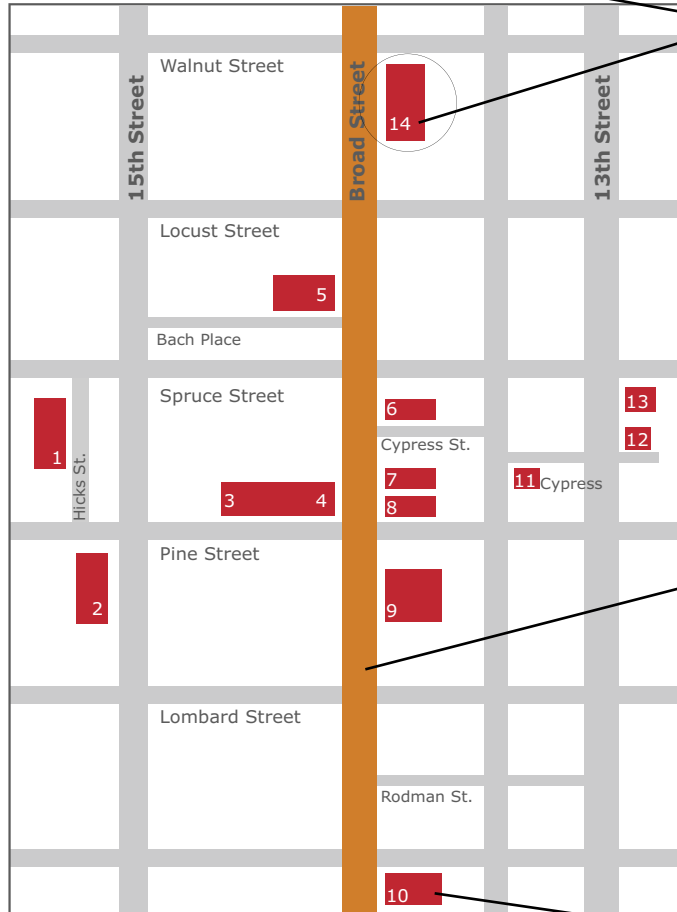 Walnut Street
15th Street
Broad Street
13th Street
14
Locust Street
5
Bach Place
Spruce Street
13
6
12
Cypress St.
1
Hicks St.
7
11
Cypress
3
4
8
Pine Street
2
9
Lombard Street
Rodman St.
10